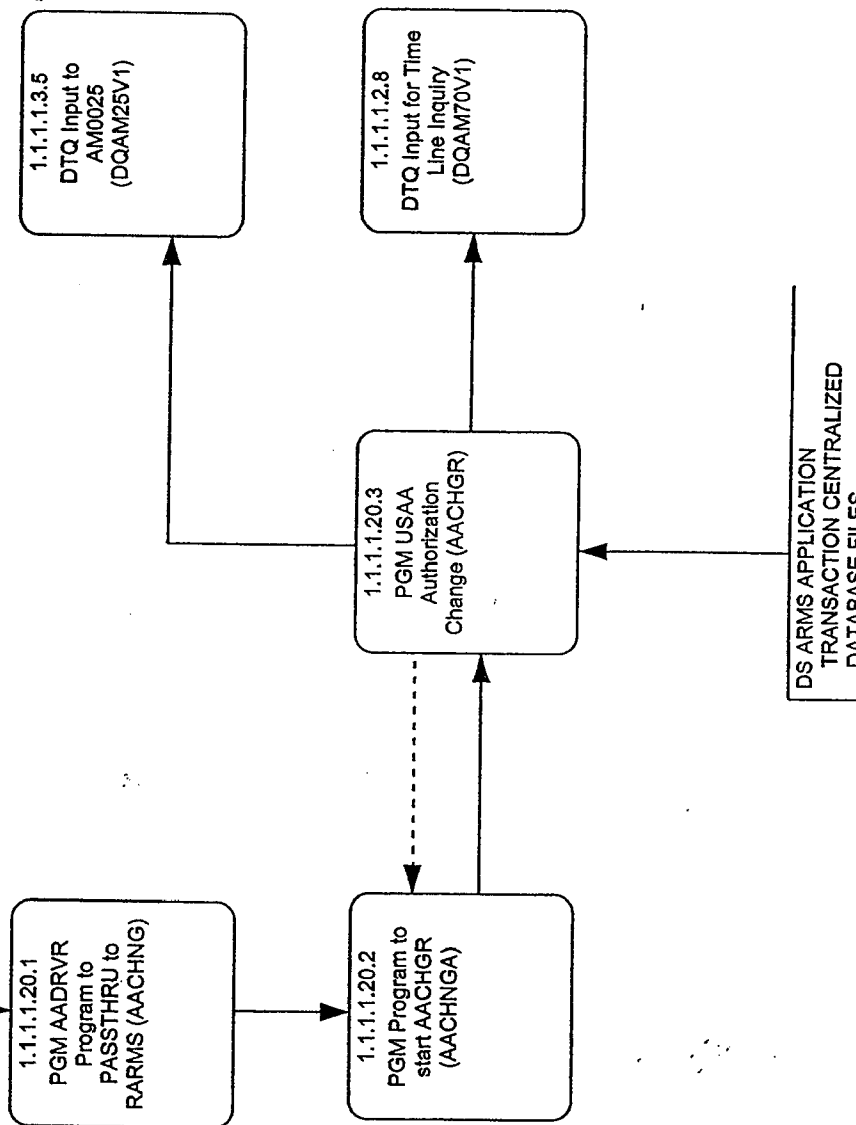 1.1.1.1.3.5
DTQ Input to
AM0025
(DQAM25V1)
1.1.1.1.2.8
DTQ Input for Time
Line Inquiry
(DQAM70V1)
1.1.1.1.20.3
PGM USAA
Authorization
Change (AACHGR)
1.1.1.1.20.1
PGM AADRVR
Program to
PASSTHRU to
RARMS (AACHNG)
1.1.1.1.20.2
PGM Program to
start AACHGR
(AACHNGA)
DS ARMS APPLICATION
TRANSACTION CENTRALIZED
DATABASE FILES